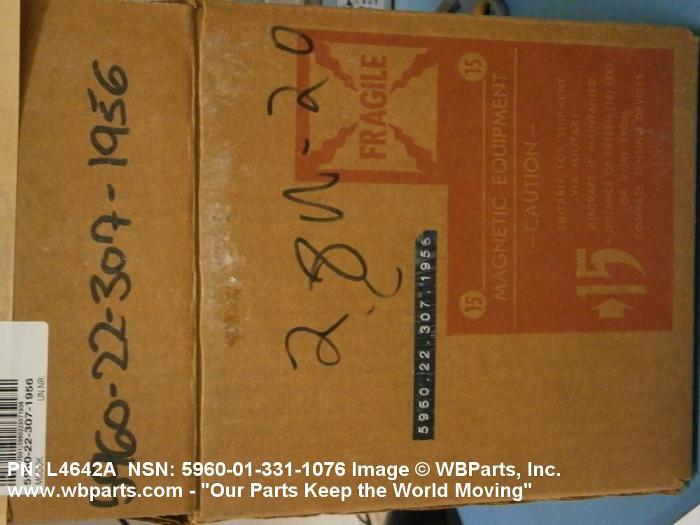 5960-22-307-1956
2.8W-20
FRAGILE
15
15
MAGNETIC EQUIPMENT
—CAUTION—
SUITABLE FOR SHIPMENT
VIA MILITARY
AIRCRAFT IF MAINTAINED
A DISTANCE OF FIFTEEN (15) FEET
OR MORE FROM
COMPASS SENSING DEVICES
15
5960.22.307.1956
-22-307-1956
UN.NR.
PN: L4642A NSN: 5960-01-331-1076 Image © WBParts, Inc.
www.wbparts.com - "Our Parts Keep the World Moving"